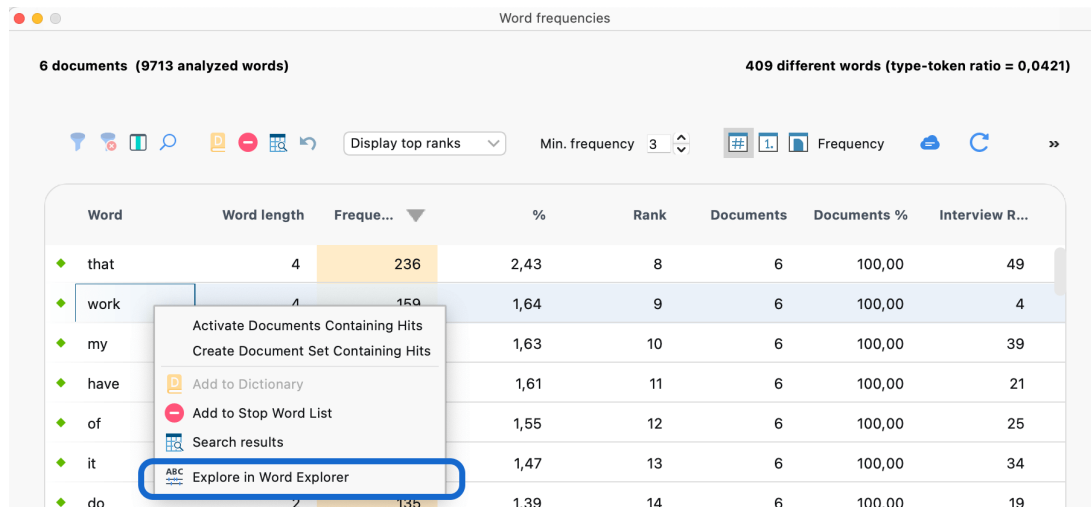 Word frequencies
6 documents (9713 analyzed words) 409 different words (type-token ratio = 0,0421)
D Display top ranks Min. frequency 3 # 1. Frequency »
Word Word length Freque... % Rank Documents Documents % Interview R...
that 4 236 2,43 8 6 100,00 49
work 4 159 1,64 9 6 100,00 4
Activate Documents Containing Hits
my 1,63 10 6 100,00 39
Create Document Set Containing Hits
have 1,61 11 6 100,00 21
D Add to Dictionary
Add to Stop Word List
of 1,55 12 6 100,00 25
Search results
it 1,47 13 6 100,00 34
ABC Explore in Word Explorer
do 2 135 1,39 14 6 100,00 19